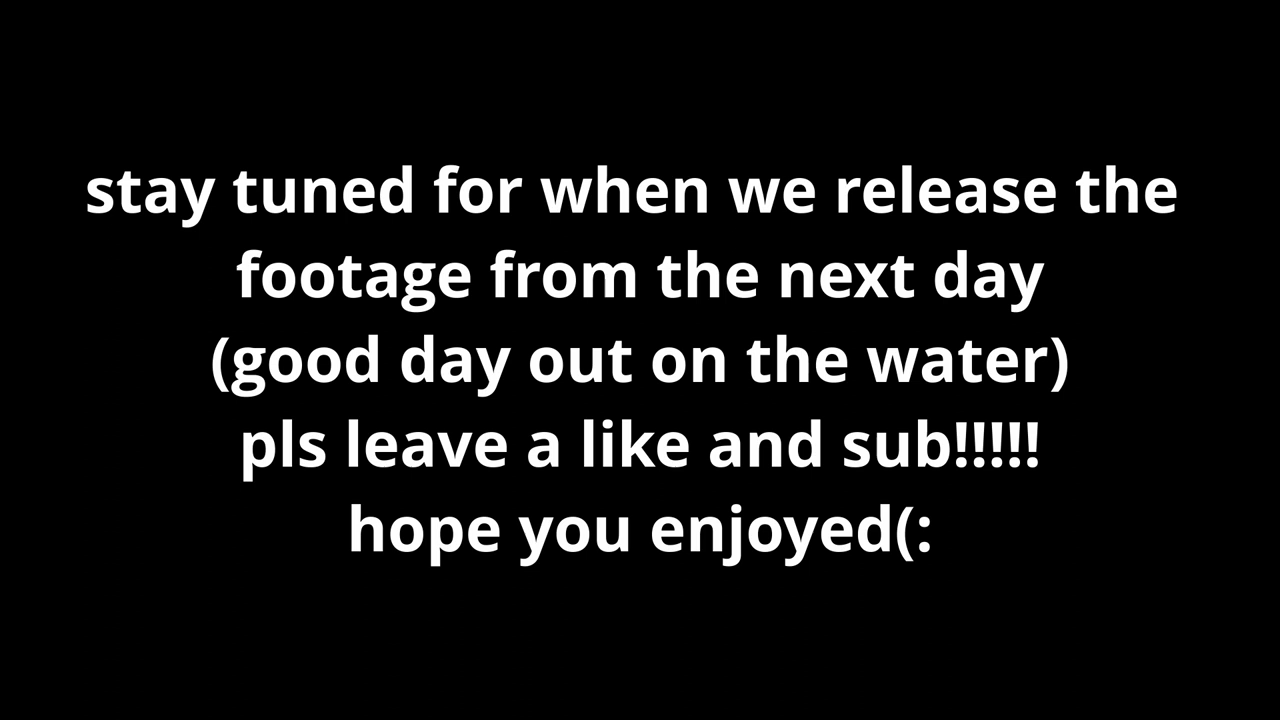 stay tuned for when we release the
footage from the next day
(good day out on the water)
pls leave a like and sub!!!!!
hope you enjoyed(: